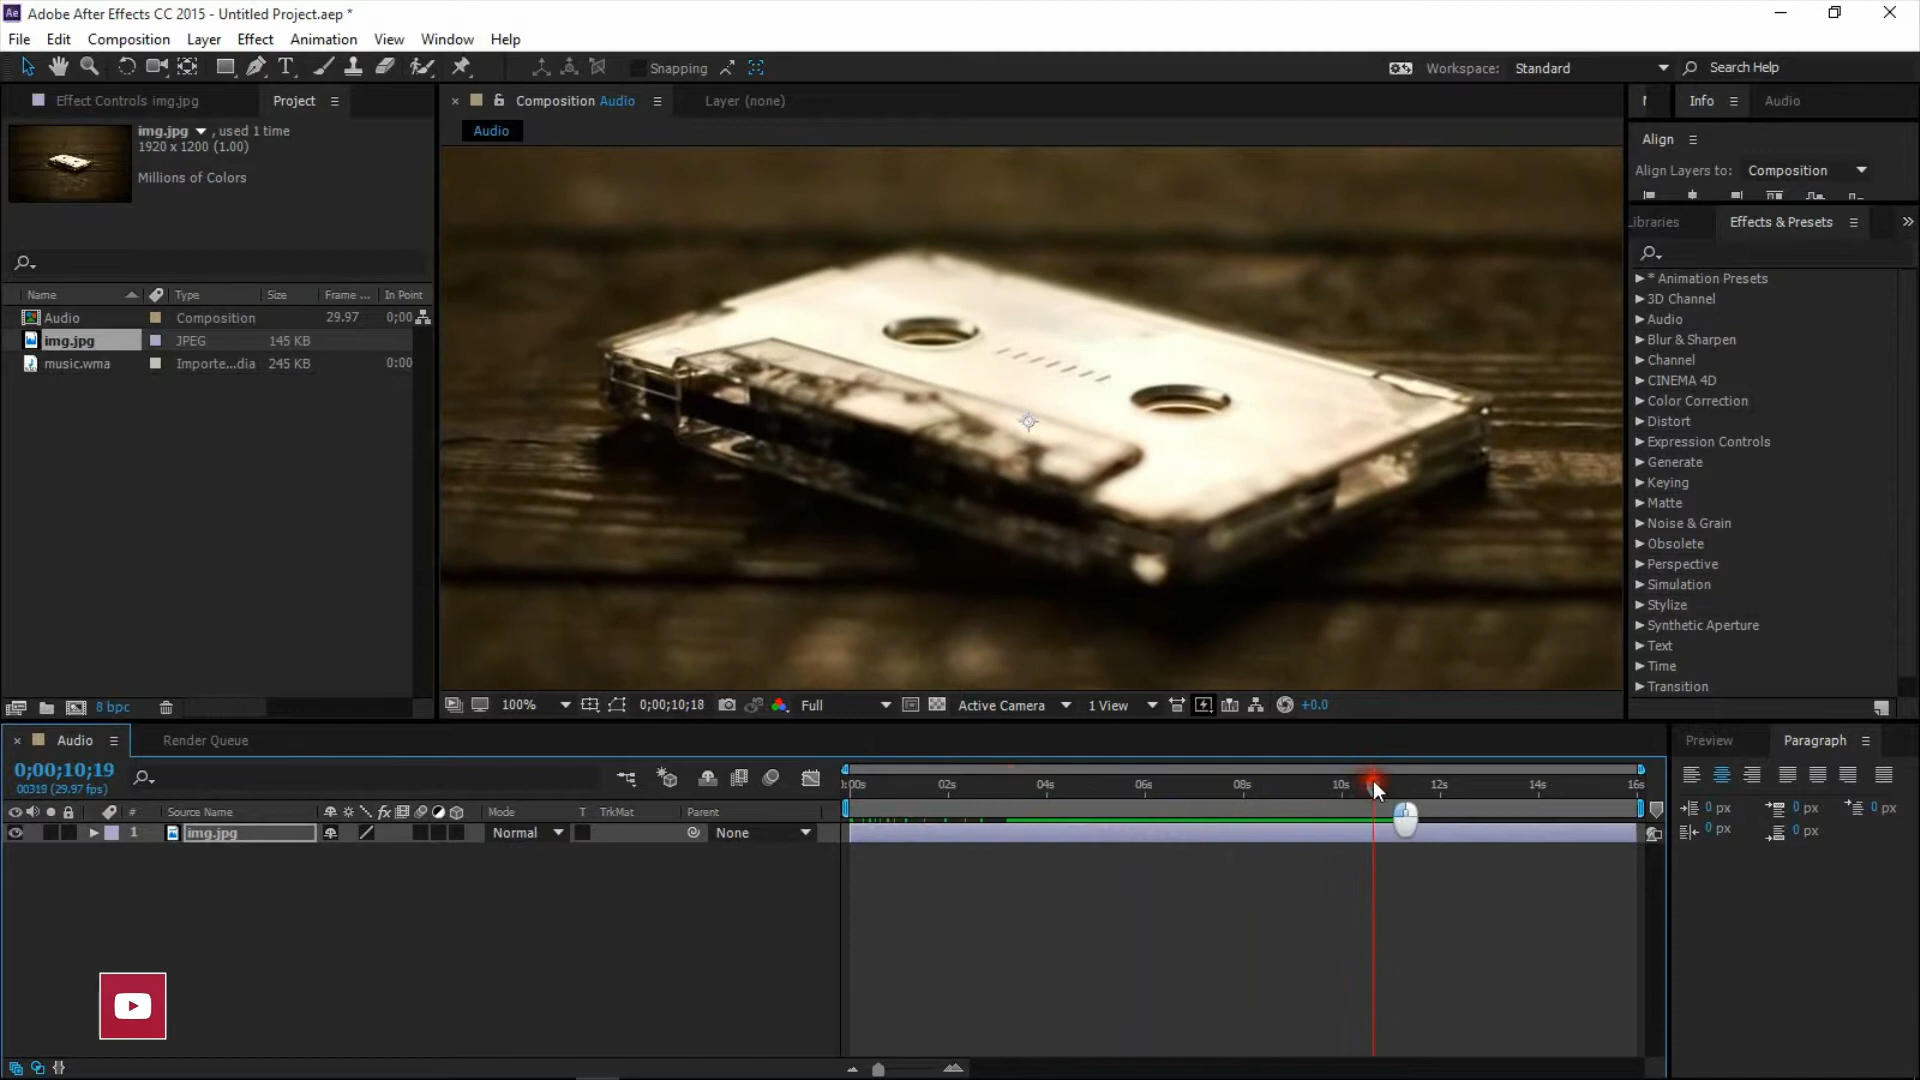 Ae Adobe After Effects CC 2015 - Untitled Project.aep *
File Edit Composition Layer Effect Animation View Window Help
Snapping
Workspace: Standard
Search Help
Effect Controls img.jpg
Project
img.jpg , used 1 time
1920 x 1200 (1.00)
Millions of Colors
Name Type Size Frame ... In Point
Audio Composition 29.97 0;00
img.jpg JPEG 145 KB
music.wma Importe...dia 245 KB 0:00
8 bpc
Composition Audio
Layer (none)
Audio
100% 0;00;10;18 Full Active Camera 1 View +0.0
Info Audio
Align
Align Layers to: Composition
Libraries Effects & Presets
* Animation Presets
3D Channel
Audio
Blur & Sharpen
Channel
CINEMA 4D
Color Correction
Distort
Expression Controls
Generate
Keying
Matte
Noise & Grain
Obsolete
Perspective
Simulation
Stylize
Synthetic Aperture
Text
Time
Transition
Audio Render Queue
0;00;10;19
00319 (29.97 fps)
# Source Name fx Mode T TrkMat Parent
1 img.jpg Normal None
:00s 02s 04s 06s 08s 10s 12s 14s 16s
Preview Paragraph
0 px 0 px 0 px
0 px 0 px